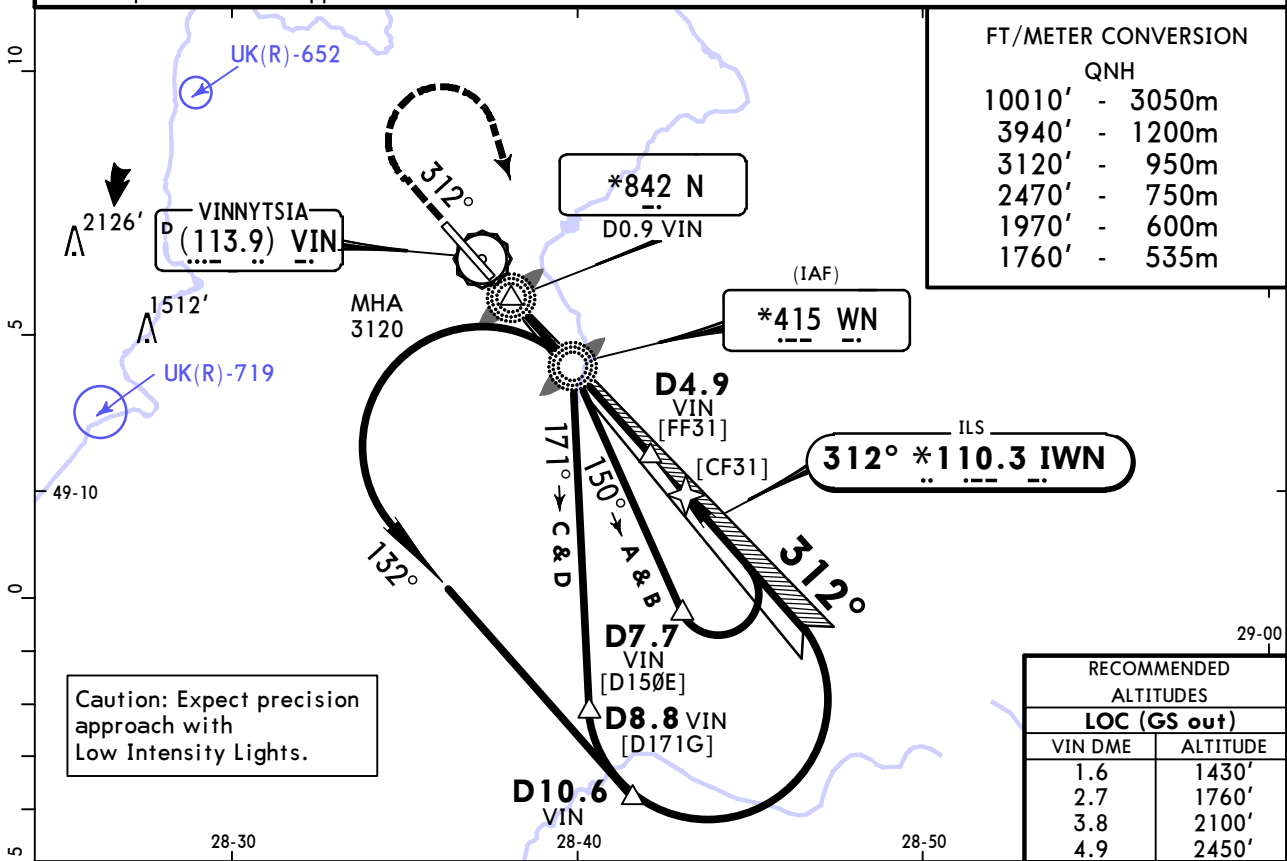 10
UK(R)-652
FT/METER CONVERSION
QNH
10010' - 3050m
3940' - 1200m
3120' - 950m
2470' - 750m
1970' - 600m
1760' - 535m
312°
*842 N
D0.9 VIN
2126'
VINNYTSIA
D (113.9) VIN
(IAF)
*415 WN
1512'
MHA
3120
5
UK(R)-719
D4.9
VIN
[FF31]
[CF31]
ILS
312° *110.3 IWN
49-10
171° → C & D
150° → A & B
132°
312°
0
D7.7
VIN
[D150E]
29-00
D8.8 VIN
[D171G]
Caution: Expect precision
approach with
Low Intensity Lights.
D10.6
VIN
RECOMMENDED
ALTITUDES
LOC (GS out)
VIN DME ALTITUDE
1.6 1430'
2.7 1760'
3.8 2100'
4.9 2450'
5
28-30
28-40
28-50